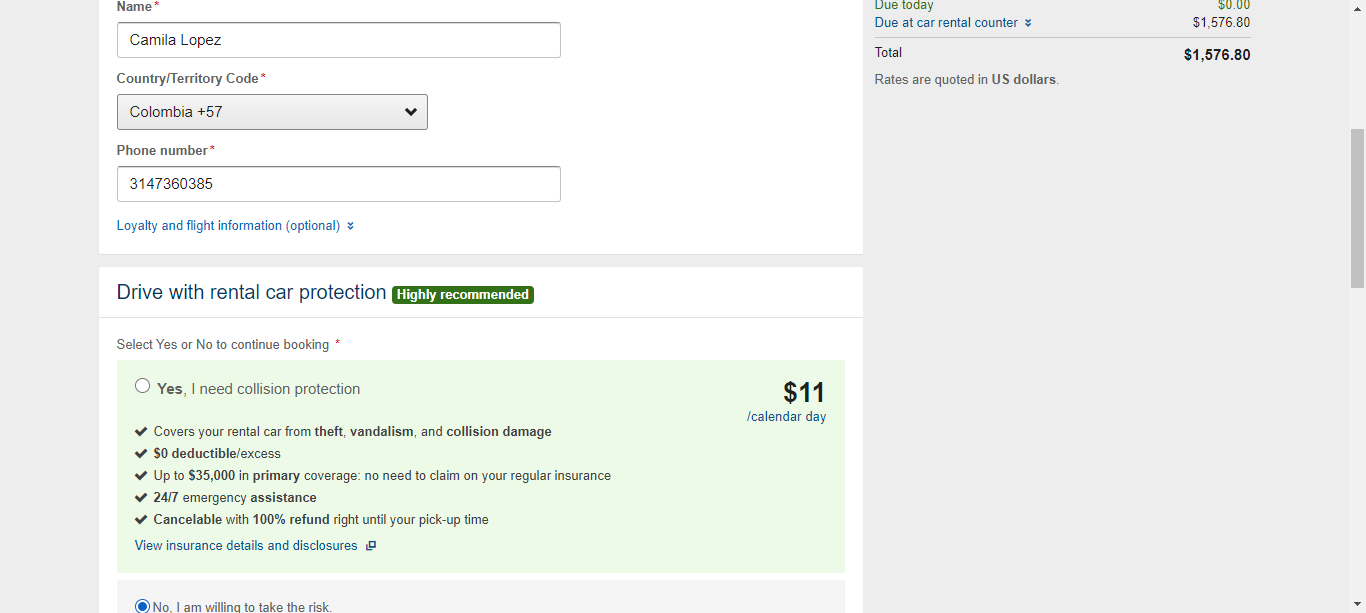 Name*
Camila Lopez
Country/Territory Code*
Colombia +57
Phone number*
3147360385
Loyalty and flight information (optional)
Due today $0.00
Due at car rental counter $1,576.80
Total $1,576.80
Rates are quoted in US dollars.
Drive with rental car protection Highly recommended
Select Yes or No to continue booking *
Yes, I need collision protection
$11
/calendar day
Covers your rental car from theft, vandalism, and collision damage
$0 deductible/excess
Up to $35,000 in primary coverage: no need to claim on your regular insurance
24/7 emergency assistance
Cancelable with 100% refund right until your pick-up time
View insurance details and disclosures
No, I am willing to take the risk.